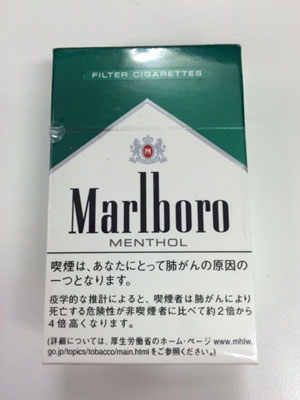 FILTER CIGARETTES
PM
Marlboro
MENTHOL
喫煙は、あなたにとって肺がんの原因の
一つとなります。
疫学的な推計によると、喫煙者は肺がんにより
死亡する危険性が非喫煙者に比べて約2倍から
4倍高くなります。
(詳細については、厚生労働省のホーム・ページ www.mhlw.
go.jp/topics/tobacco/main.htmlをご参照ください。)